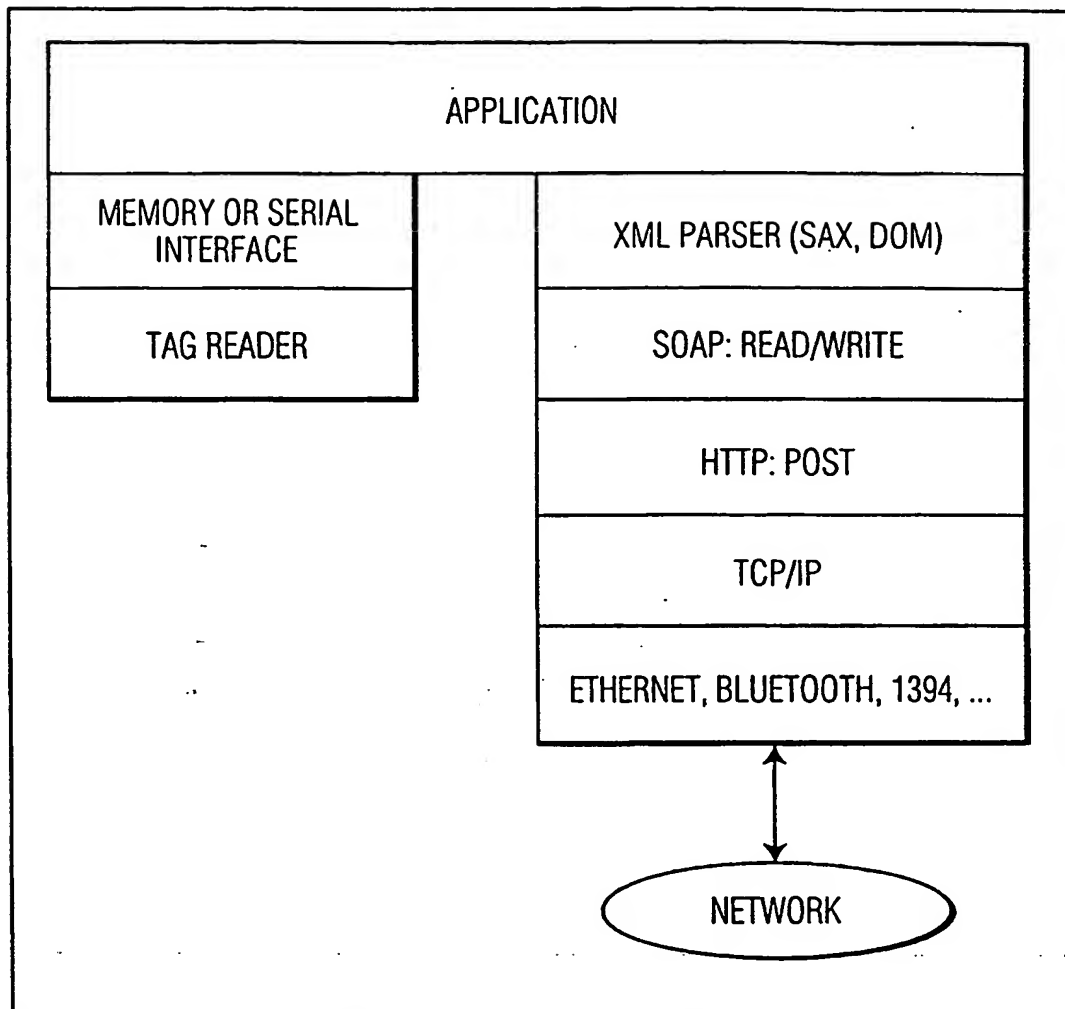 APPLICATION
MEMORY OR SERIAL
INTERFACE
TAG READER
XML PARSER (SAX, DOM)
SOAP: READ/WRITE
HTTP: POST
TCP/IP
ETHERNET, BLUETOOTH, 1394, ...
NETWORK